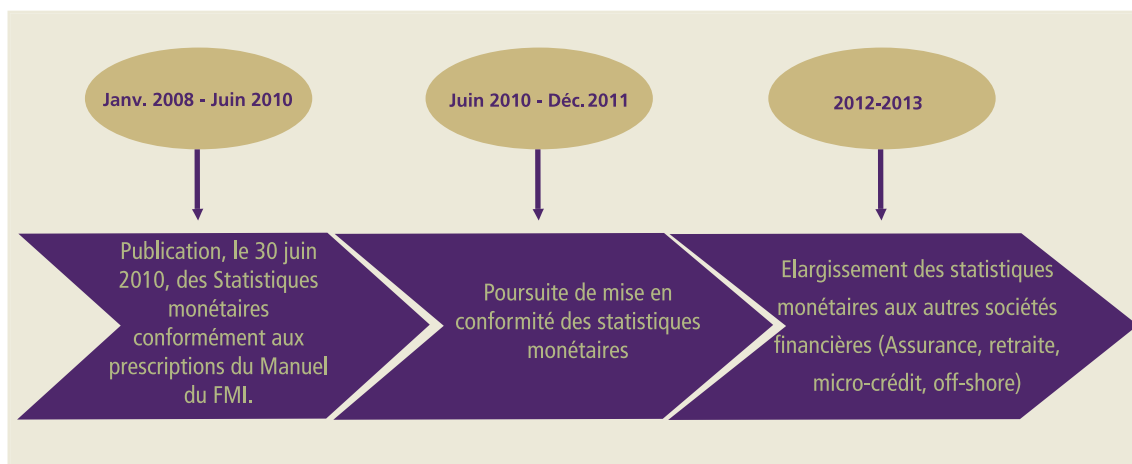 Janv. 2008 - Juin 2010
Juin 2010 - Déc. 2011
2012-2013
Publication, le 30 juin
2010, des Statistiques
monétaires
conformément aux
prescriptions du Manuel
du FMI.
Poursuite de mise en
conformité des statistiques
monétaires
Elargissement des statistiques
monétaires aux autres sociétés
financières (Assurance, retraite,
micro-crédit, off-shore)